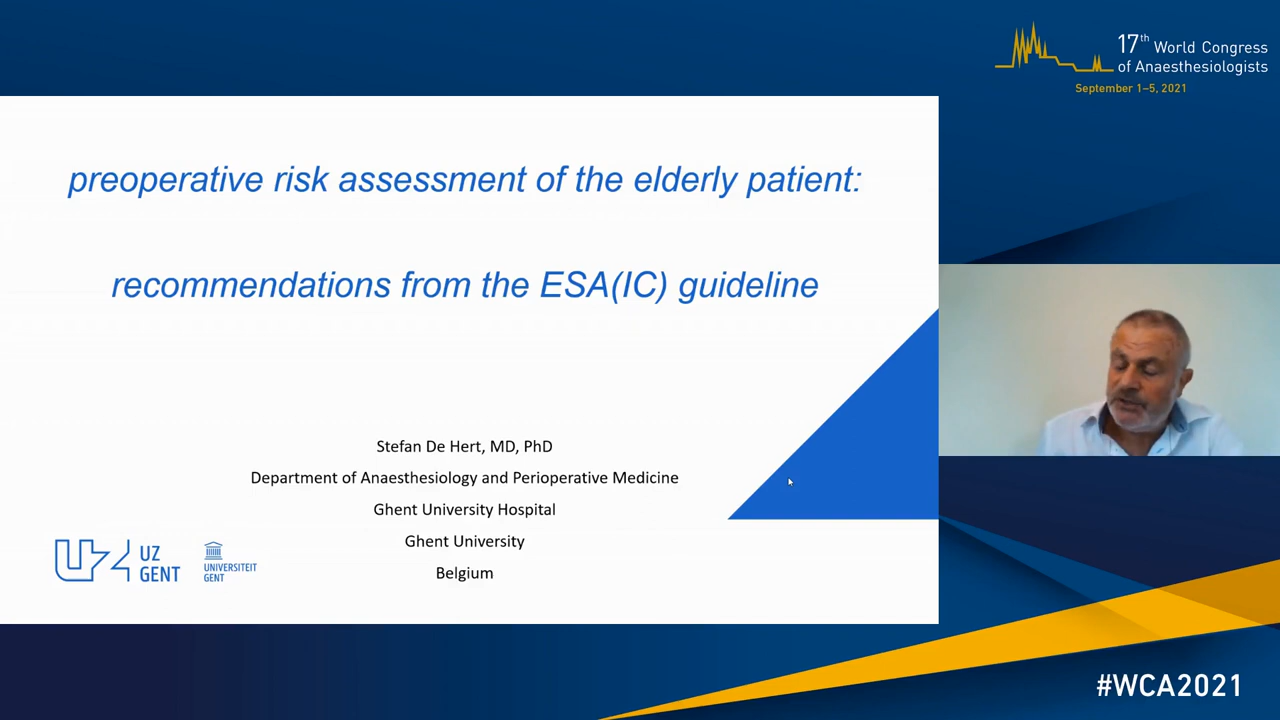 17th World Congress
of Anaesthesiologists
September 1–5, 2021
preoperative risk assessment of the elderly patient:
recommendations from the ESA(IC) guideline
Stefan De Hert, MD, PhD
Department of Anaesthesiology and Perioperative Medicine
Ghent University Hospital
Ghent University
Belgium
UZ
GENT
UNIVERSITEIT
GENT
#WCA2021